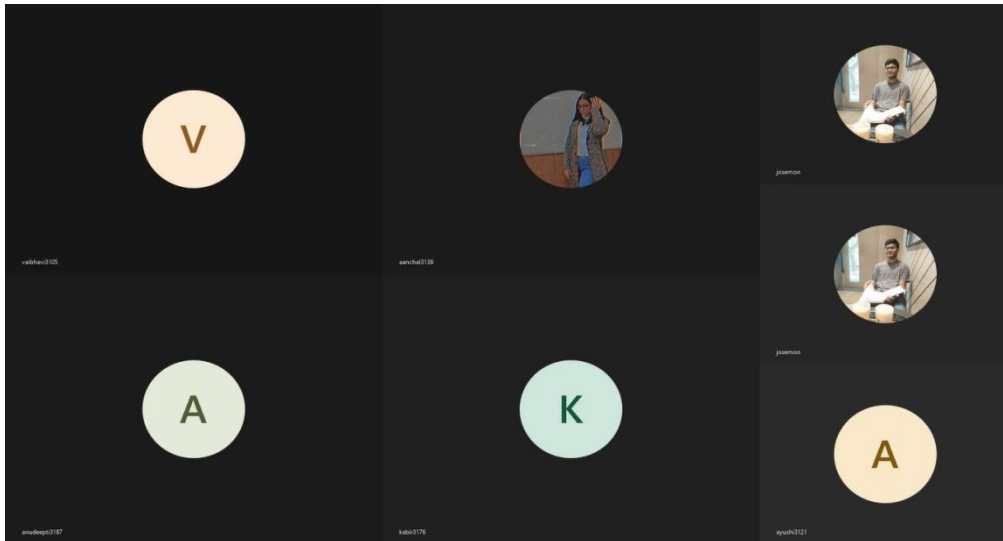 V
vaibhavi3105
aanchal3138
josemon
josemon
A
anudeepti3187
K
kabir3176
A
ayushi3121